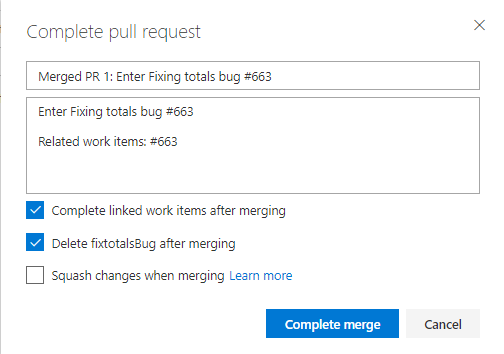 Complete pull request
Merged PR 1: Enter Fixing totals bug #663
Enter Fixing totals bug #663
Related work items: #663
Complete linked work items after merging
Delete fixtotalsBug after merging
Squash changes when merging Learn more
Complete merge Cancel